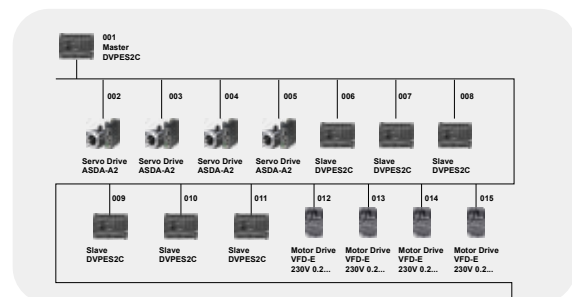 001
Master
DVPES2C
002
003
004
005
006
007
008
Servo Drive
ASDA-A2
Servo Drive
ASDA-A2
Servo Drive
ASDA-A2
Servo Drive
ASDA-A2
Slave
DVPES2C
Slave
DVPES2C
Slave
DVPES2C
009
010
011
012
013
014
015
Slave
DVPES2C
Slave
DVPES2C
Slave
DVPES2C
Motor Drive
VFD-E
230V 0.2...
Motor Drive
VFD-E
230V 0.2...
Motor Drive
VFD-E
230V 0.2...
Motor Drive
VFD-E
230V 0.2...